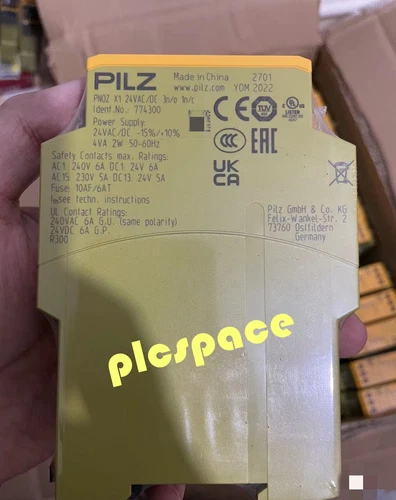 PILZ
Made in China 2701
www.pilz.com YOM 2022
PNOZ X1 24VAC/DC 3n/o 1n/c
Ident.No.: 774300
Power Supply:
24VAC/DC -15%/+10%
4VA 2W 50-60Hz
Safety Contacts max. Ratings:
AC1 240V 6A DC1 24V 6A
AC15 230V 5A DC13 24V 5A
Fuse: 10AF/6AT
see techn. instructions
UL Contact Ratings:
240VAC 6A G.U. (same polarity)
24VDC 6A G.P.
R300
CE
TÜV
UL
LISTED
CCC
EAC
UK
CA
Pilz GmbH & Co. KG
Felix-Wankel-Str. 2
73760 Ostfildern
Germany
plcspace